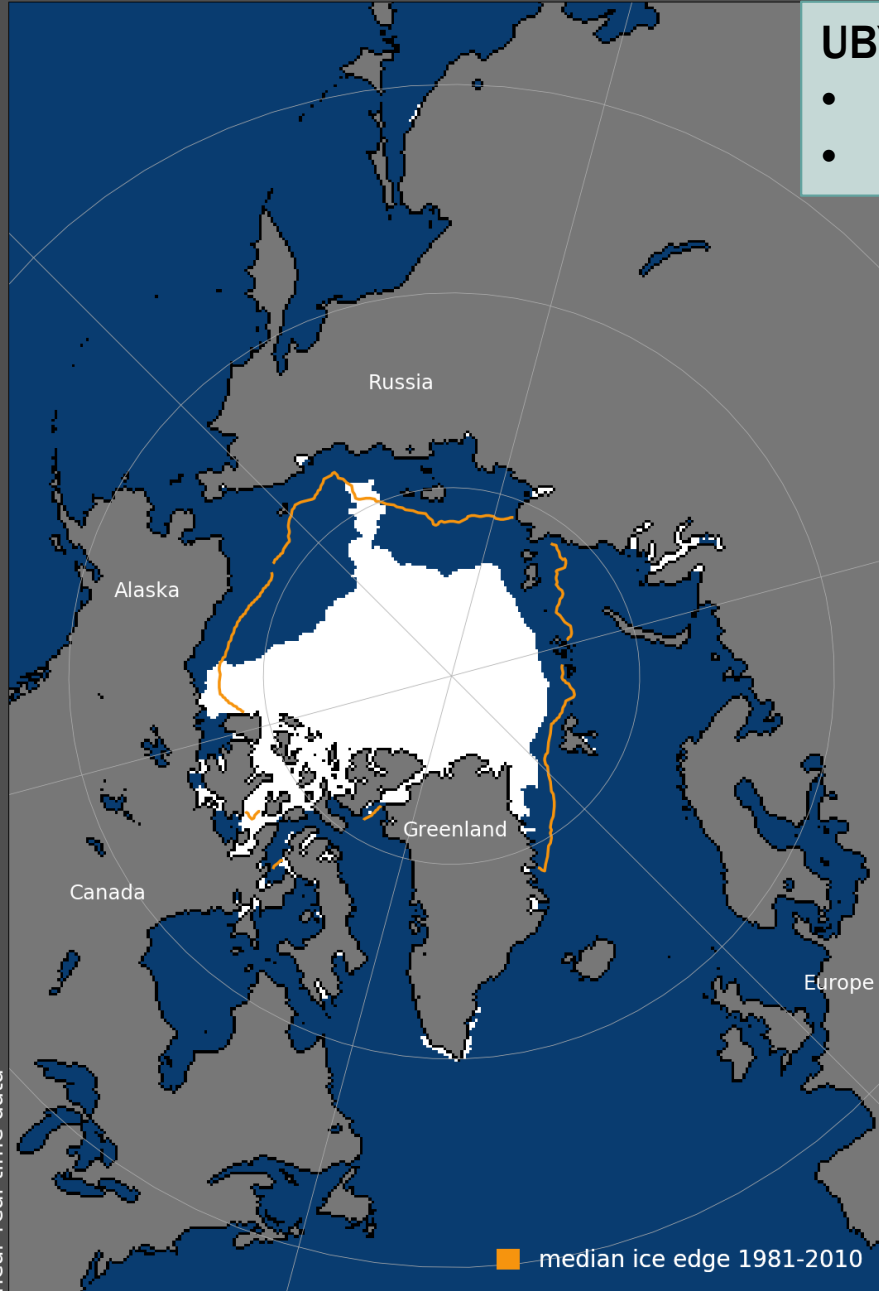 UB
•
•
Russia
Alaska
Greenland
Canada
Europe
median ice edge 1981-2010